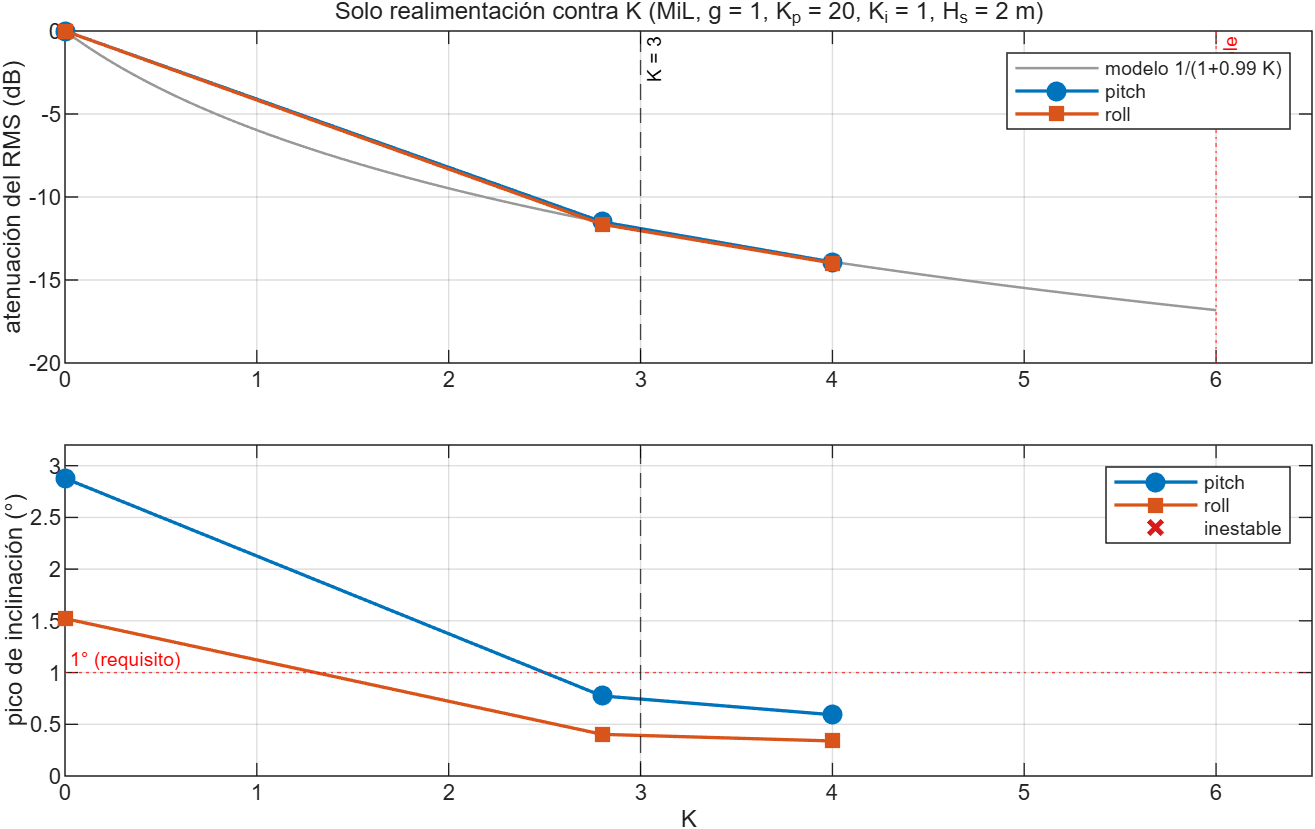 Solo realimentación contra K (MiL, g = 1, Kₚ = 20, Kᵢ = 1, Hₛ = 2 m)
atenuación del RMS (dB)
0
-5
-10
-15
-20
K = 3
le
modelo 1/(1+0.99 K)
pitch
roll
0 1 2 3 4 5 6
pico de inclinación (°)
3
2.5
2
1.5
1
0.5
0
1° (requisito)
pitch
roll
inestable
0 1 2 3 4 5 6
K